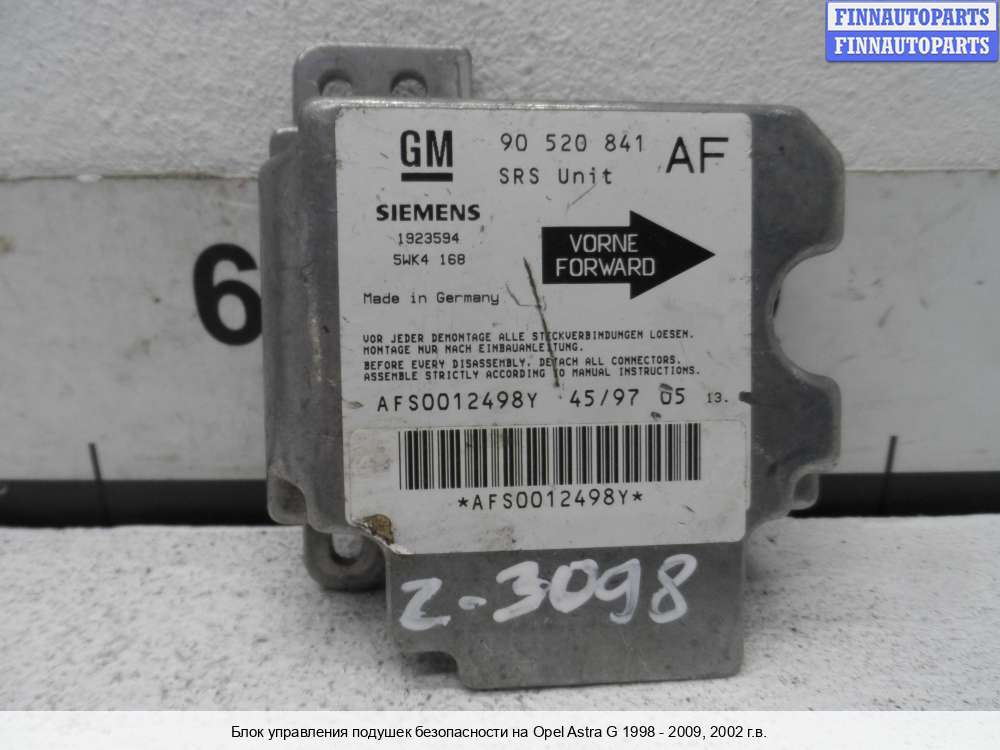 FINNAUTOPARTS
FINNAUTOPARTS
GM
90 520 841 AF
SRS Unit
SIEMENS
1923594
5WK4 168
VORNE
FORWARD
Made in Germany
VOR JEDER DEMONTAGE ALLE STECKVERBINDUNGEN LOESEN.
MONTAGE NUR NACH EINBAUANLEITUNG.
BEFORE EVERY DISASSEMBLY, DETACH ALL CONNECTORS.
ASSEMBLE STRICTLY ACCORDING TO MANUAL INSTRUCTIONS.
AFS0012498Y 45/97 05 13.
*AFS0012498Y*
6
Z-3098
Блок управления подушек безопасности на Opel Astra G 1998 - 2009, 2002 г.в.